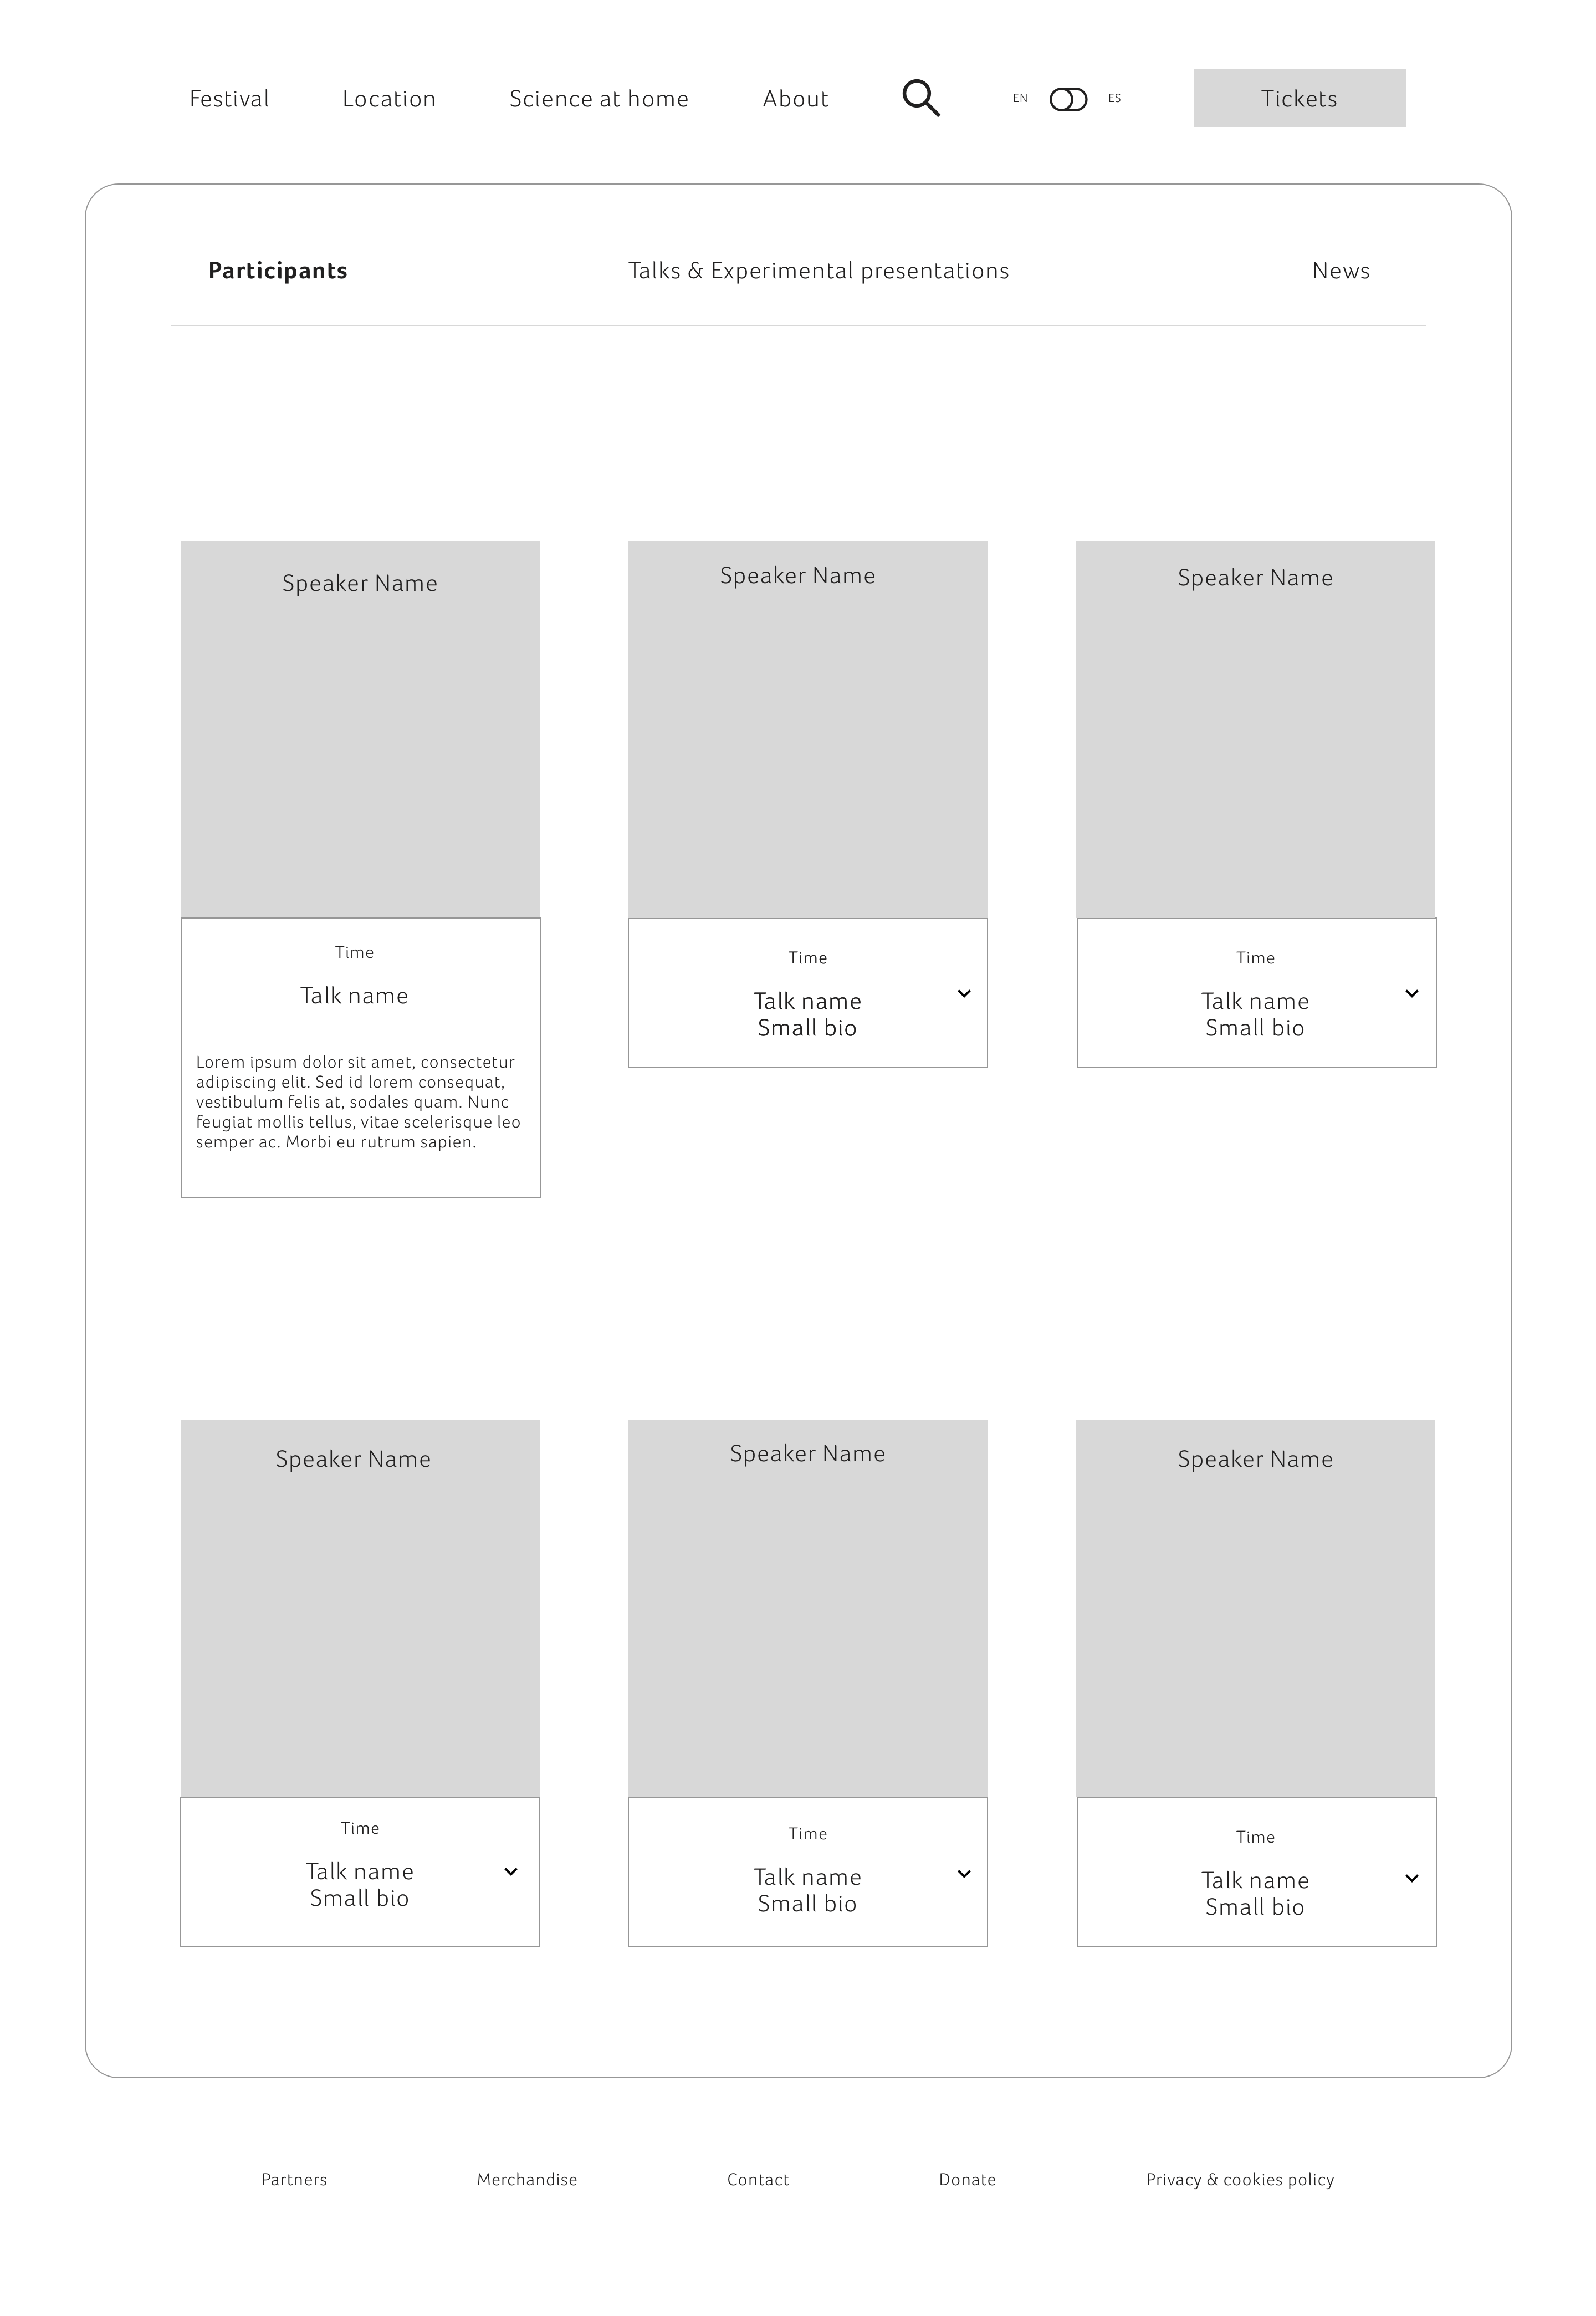 Festival
Location
Science at home
About
EN
ES
Tickets
Participants
Talks & Experimental presentations
News
Speaker Name
Speaker Name
Speaker Name
Time
Talk name
Lorem ipsum dolor sit amet, consectetur
adipiscing elit. Sed id lorem consequat,
vestibulum felis at, sodales quam. Nunc
feugiat mollis tellus, vitae scelerisque leo
semper ac. Morbi eu rutrum sapien.
Time
Talk name
Small bio
Time
Talk name
Small bio
Speaker Name
Speaker Name
Speaker Name
Time
Talk name
Small bio
Time
Talk name
Small bio
Time
Talk name
Small bio
Partners
Merchandise
Contact
Donate
Privacy & cookies policy